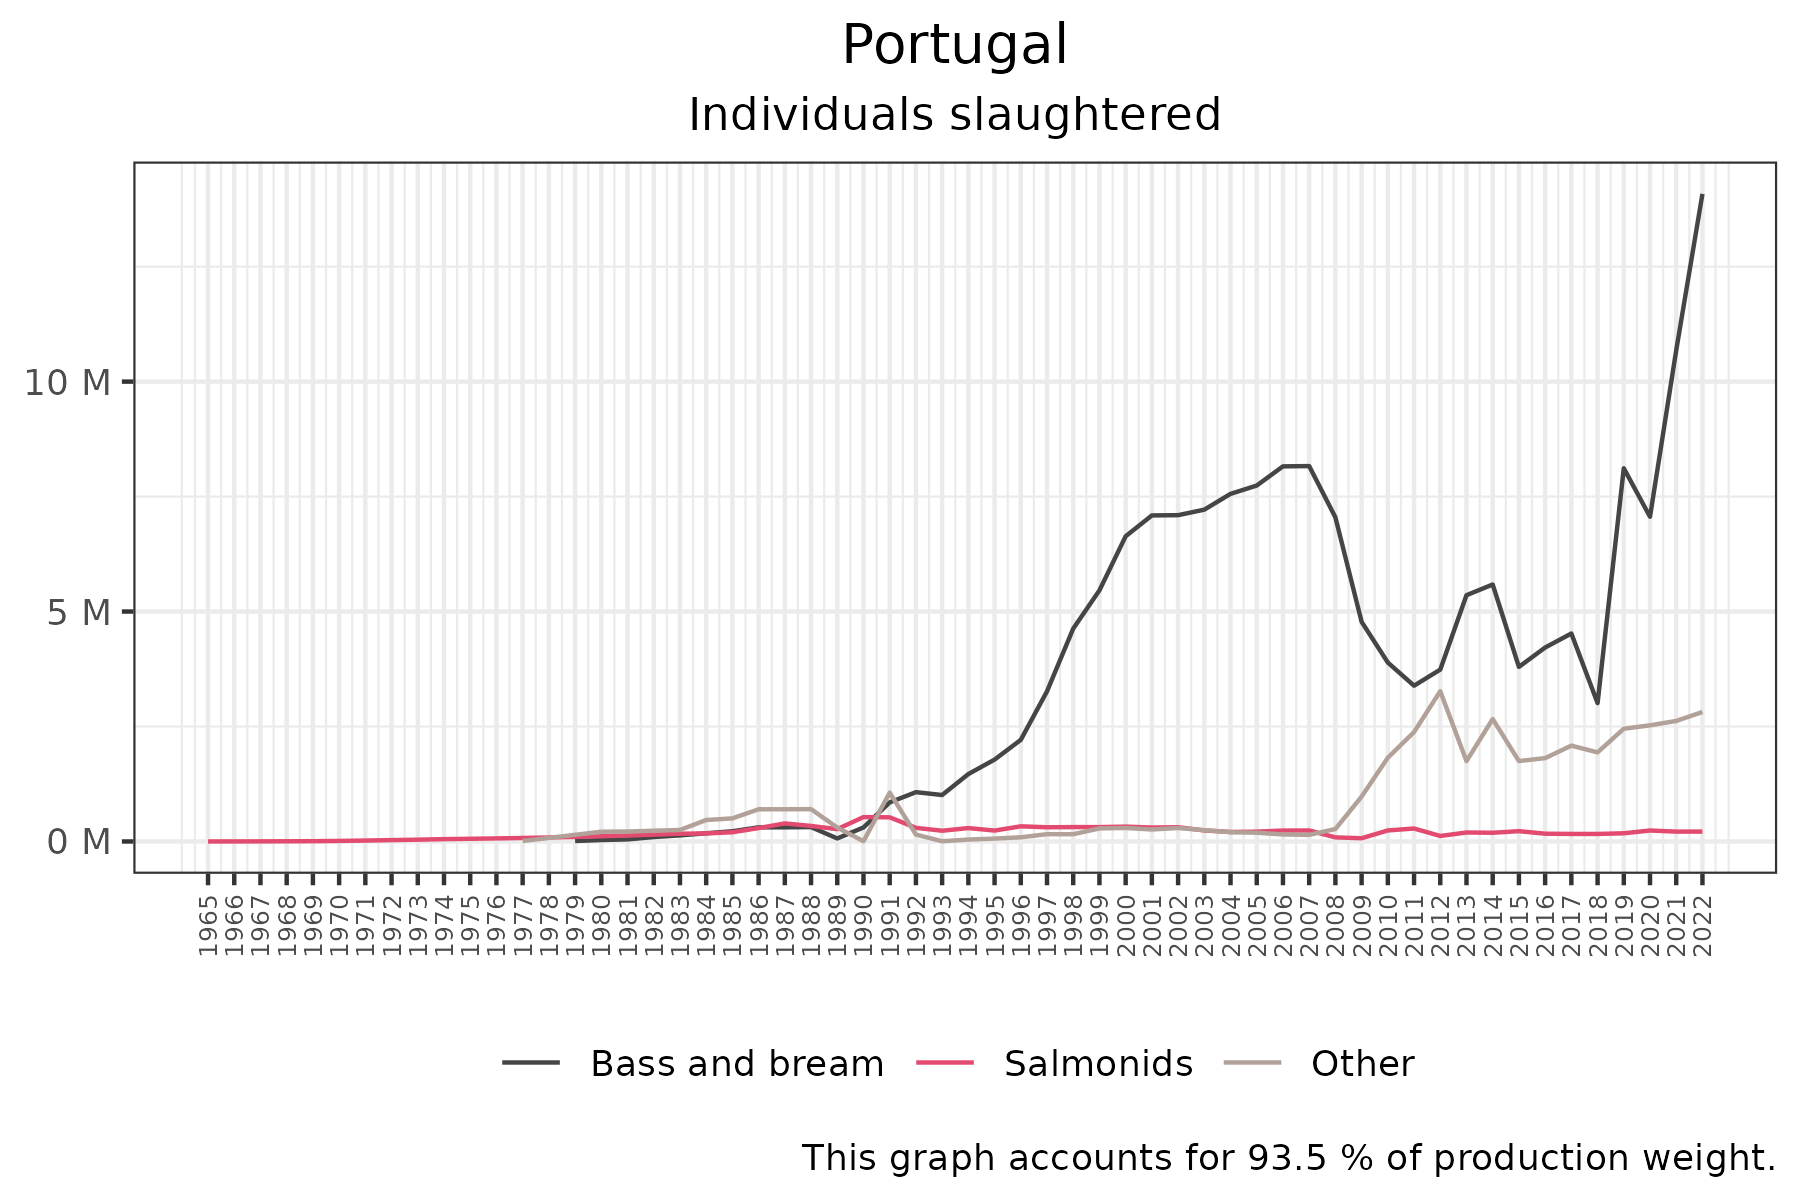 Portugal
Individuals slaughtered
10 M
5 M
0 M
1965 1966 1967 1968 1969 1970 1971 1972 1973 1974 1975 1976 1977 1978 1979 1980 1981 1982 1983 1984 1985 1986 1987 1988 1989 1990 1991 1992 1993 1994 1995 1996 1997 1998 1999 2000 2001 2002 2003 2004 2005 2006 2007 2008 2009 2010 2011 2012 2013 2014 2015 2016 2017 2018 2019 2020 2021 2022
Bass and bream Salmonids Other
This graph accounts for 93.5 % of production weight.